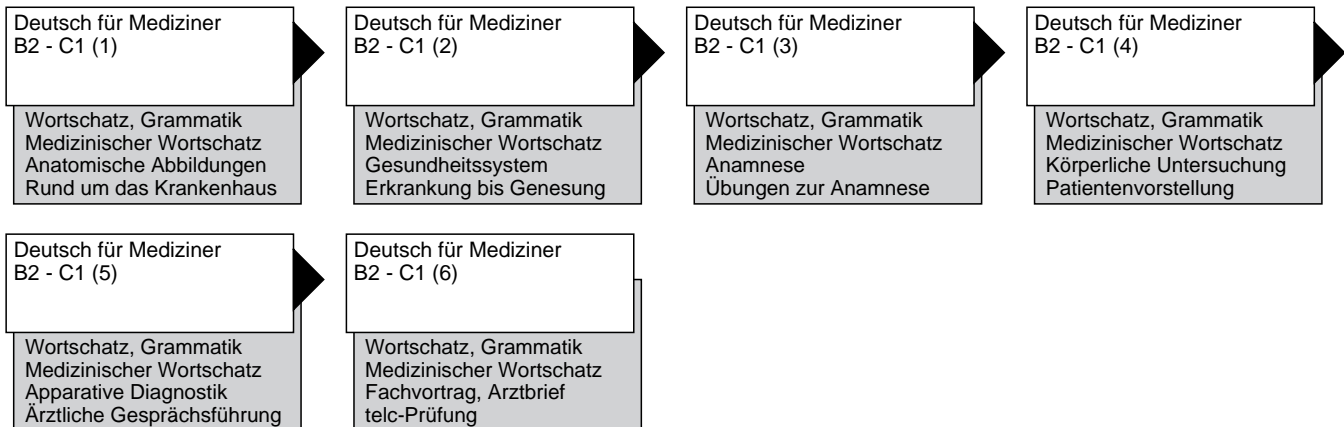 Deutsch für Mediziner
B2 - C1 (1)
Wortschatz, Grammatik
Medizinischer Wortschatz
Anatomische Abbildungen
Rund um das Krankenhaus
Deutsch für Mediziner
B2 - C1 (2)
Wortschatz, Grammatik
Medizinischer Wortschatz
Gesundheitssystem
Erkrankung bis Genesung
Deutsch für Mediziner
B2 - C1 (3)
Wortschatz, Grammatik
Medizinischer Wortschatz
Anamnese
Übungen zur Anamnese
Deutsch für Mediziner
B2 - C1 (4)
Wortschatz, Grammatik
Medizinischer Wortschatz
Körperliche Untersuchung
Patientenvorstellung
Deutsch für Mediziner
B2 - C1 (5)
Wortschatz, Grammatik
Medizinischer Wortschatz
Apparative Diagnostik
Ärztliche Gesprächsführung
Deutsch für Mediziner
B2 - C1 (6)
Wortschatz, Grammatik
Medizinischer Wortschatz
Fachvortrag, Arztbrief
telc-Prüfung